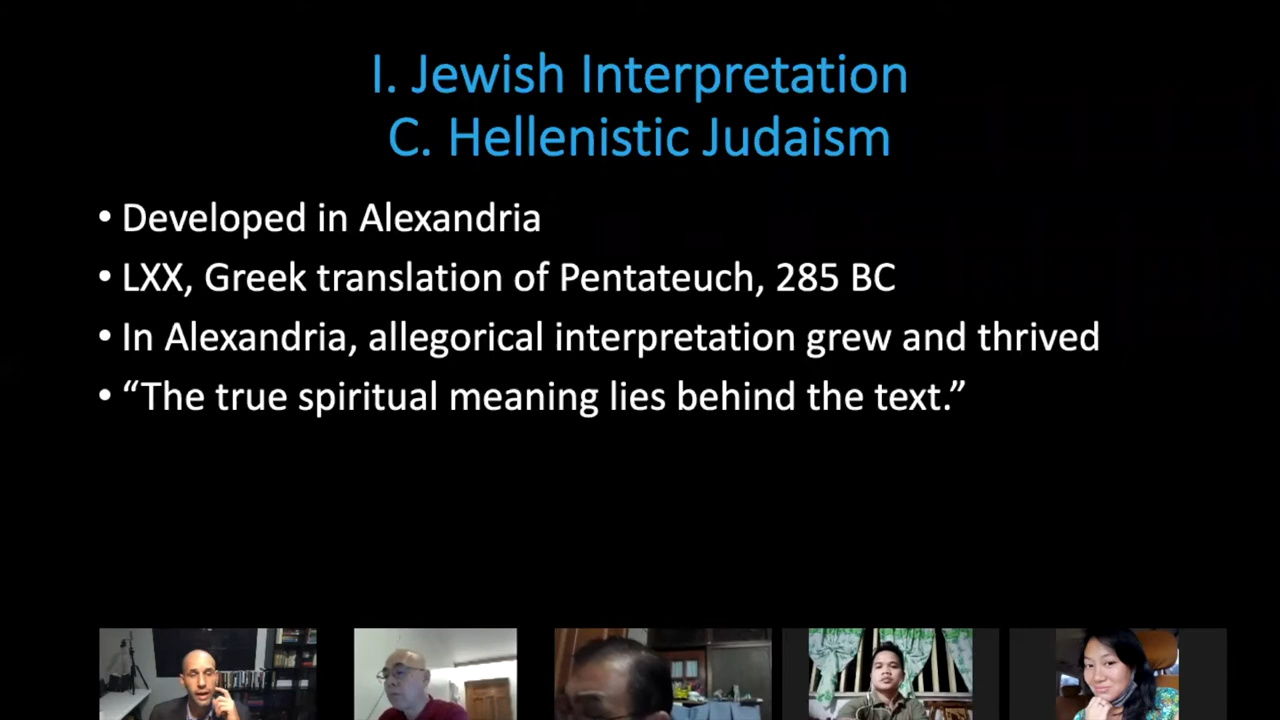 I. Jewish Interpretation
C. Hellenistic Judaism
• Developed in Alexandria
• LXX, Greek translation of Pentateuch, 285 BC
• In Alexandria, allegorical interpretation grew and thrived
• “The true spiritual meaning lies behind the text.”